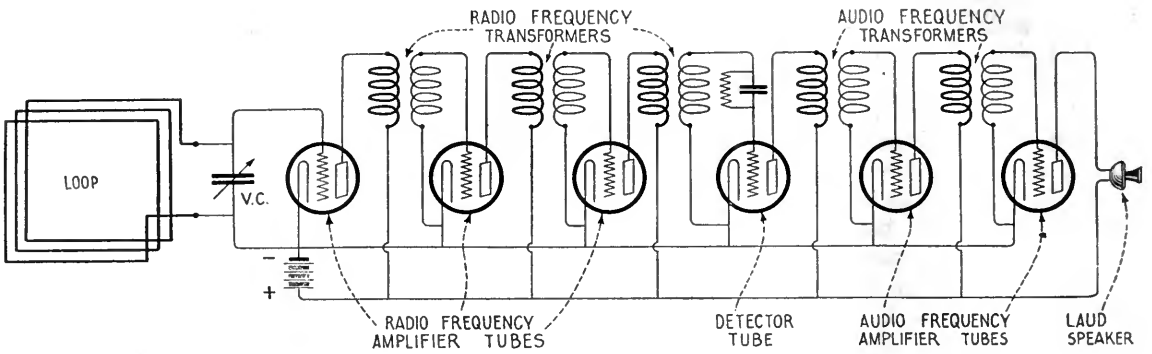 RADIO FREQUENCY
TRANSFORMERS
AUDIO FREQUENCY
TRANSFORMERS
LOOP
V.C.
-
+
RADIO FREQUENCY
AMPLIFIER TUBES
DETECTOR
TUBE
AUDIO FREQUENCY
AMPLIFIER TUBES
LAUD
SPEAKER